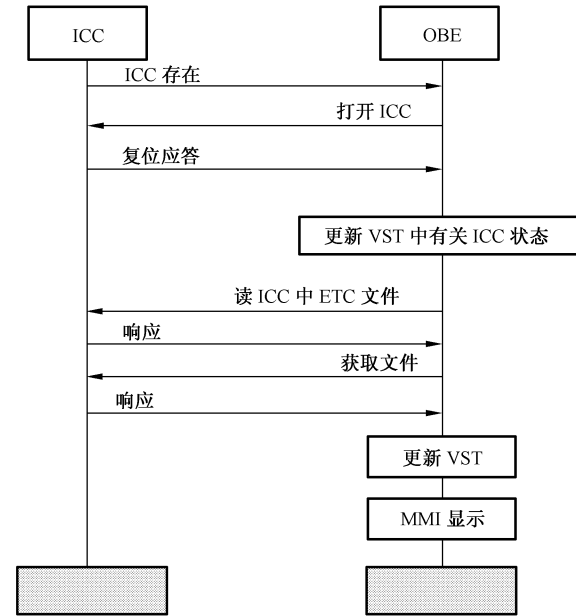 ICC
OBE
ICC 存在
打开 ICC
复位应答
更新 VST 中有关 ICC 状态
读 ICC 中 ETC 文件
响应
获取文件
响应
更新 VST
MMI 显示